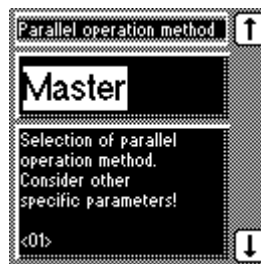 Parallel operation method
Master
Selection of parallel
operation method.
Consider other
specific parameters!
<01>